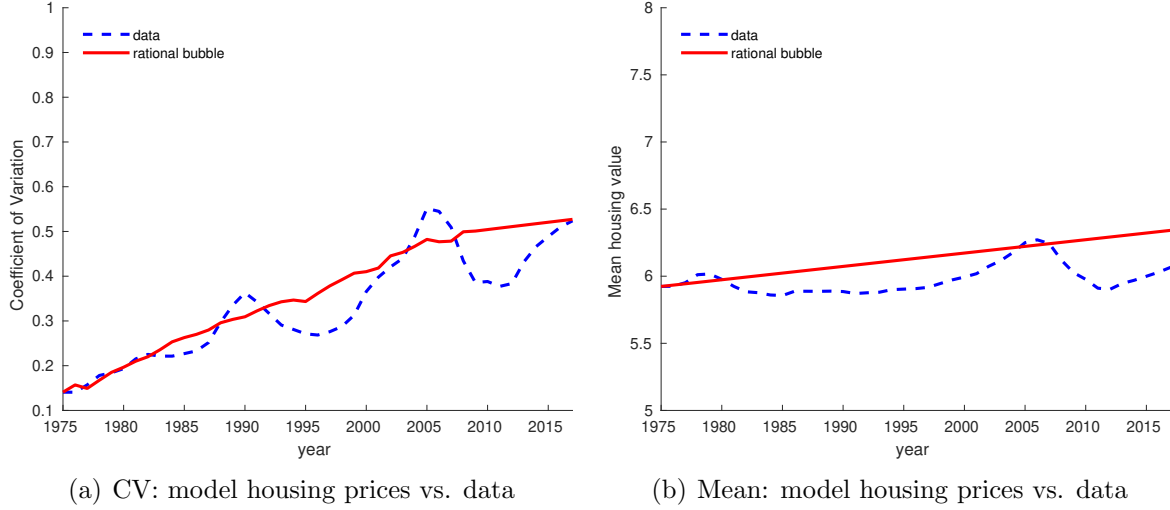 1
0.9
0.8
0.7
0.6
0.5
0.4
0.3
0.2
0.1
Coefficient of Variation
data
rational bubble
1975 1980 1985 1990 1995 2000 2005 2010 2015
year
(a) CV: model housing prices vs. data
8
7.5
7
6.5
6
5.5
5
Mean housing value
data
rational bubble
1975 1980 1985 1990 1995 2000 2005 2010 2015
year
(b) Mean: model housing prices vs. data